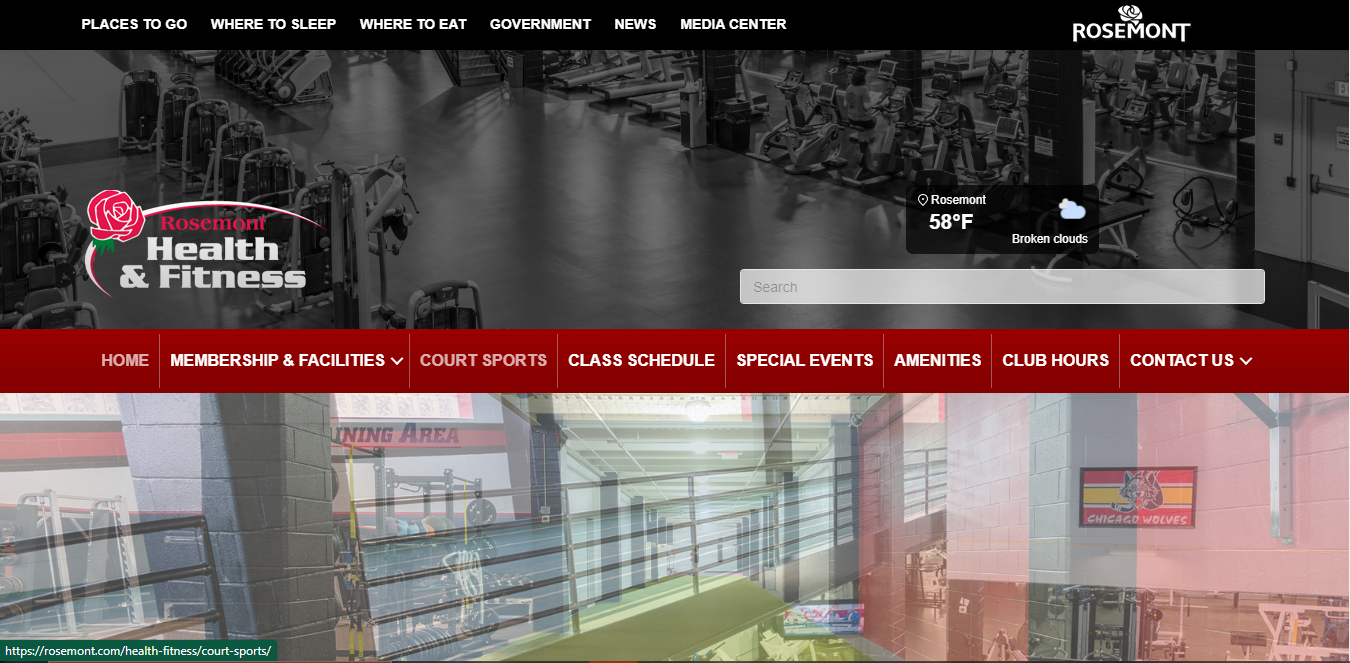 PLACES TO GO WHERE TO SLEEP WHERE TO EAT GOVERNMENT NEWS MEDIA CENTER
ROSEMONT
Rosemont
Health
& Fitness
Rosemont
58°F
Broken clouds
Search
HOME MEMBERSHIP & FACILITIES COURT SPORTS CLASS SCHEDULE SPECIAL EVENTS AMENITIES CLUB HOURS CONTACT US
INING AREA
CHICAGO WOLVES
https://rosemont.com/health-fitness/court-sports/